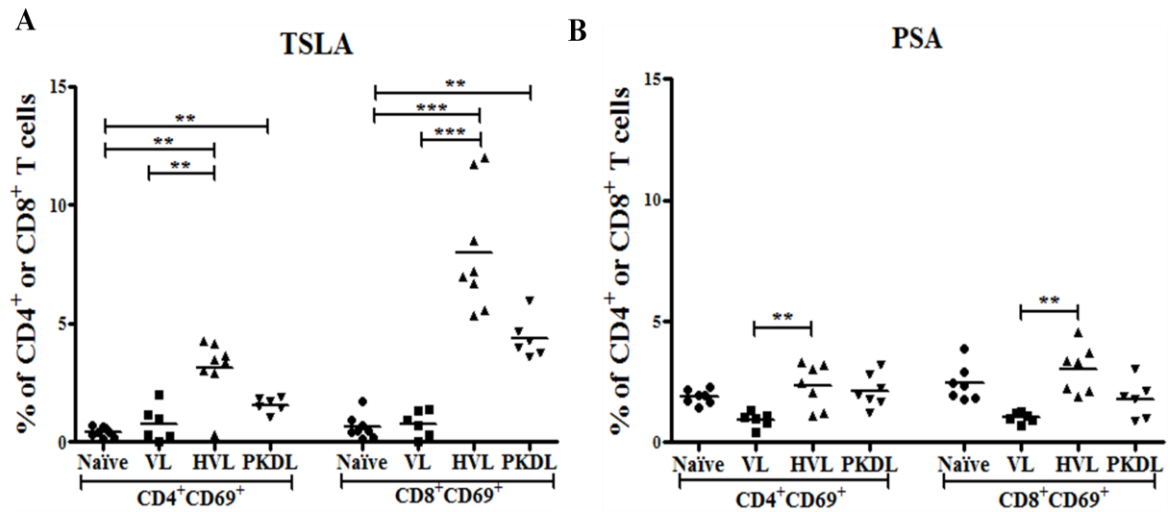 A
TSLA
% of CD4+ or CD8+ T cells
15
10
5
0
**
**
**
**
***
***
Naïve VL HVL PKDL
Naïve VL HVL PKDL
CD4+CD69+
CD8+CD69+
B
PSA
% of CD4+ or CD8+ T cells
15
10
5
0
**
**
Naïve VL HVL PKDL
Naïve VL HVL PKDL
CD4+CD69+
CD8+CD69+